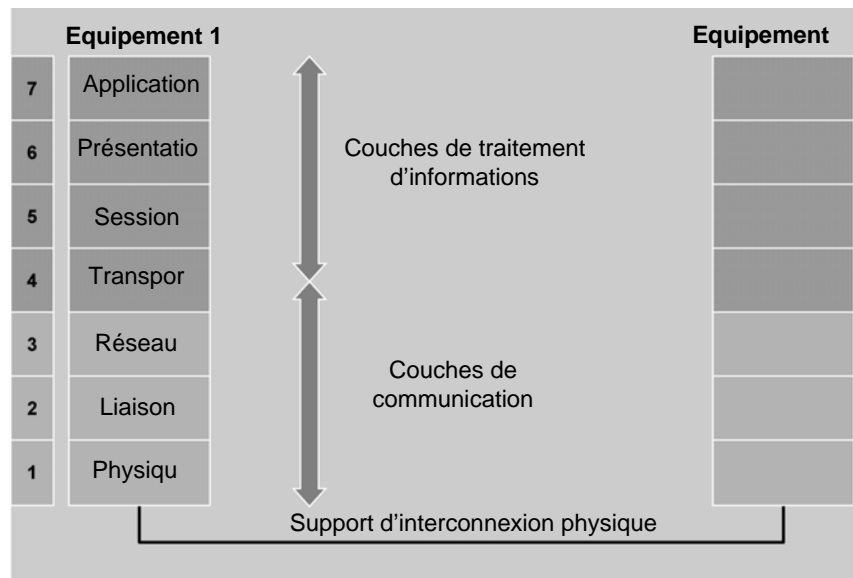 Equipement 1
Equipement
7
Application
6
Présentatio
Couches de traitement
d’informations
5
Session
4
Transpor
3
Réseau
Couches de
communication
2
Liaison
1
Physiqu
Support d’interconnexion physique